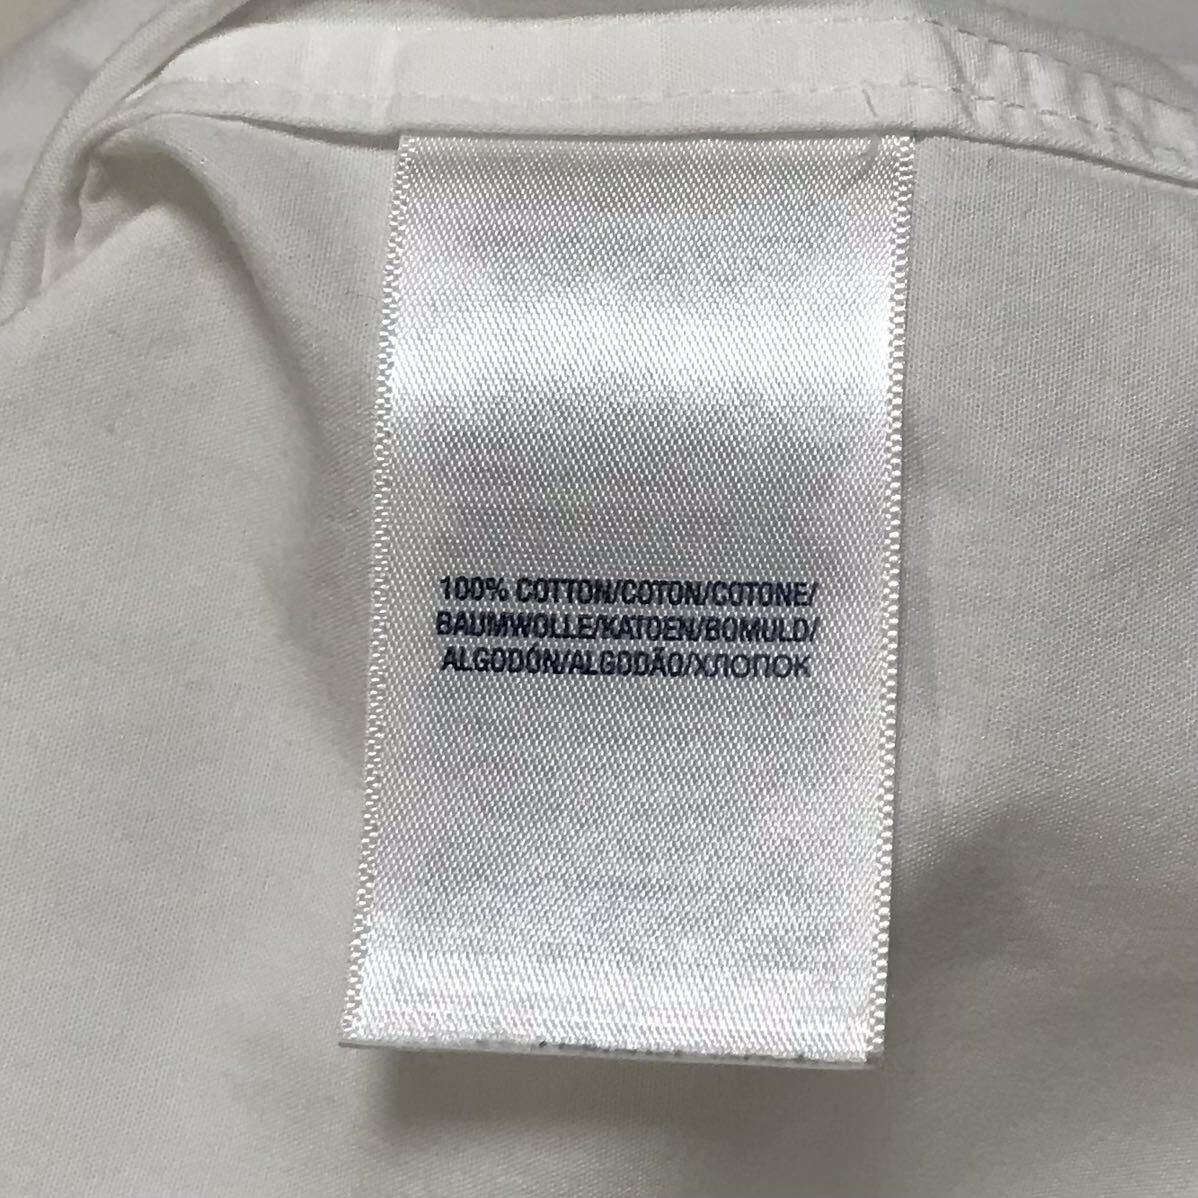 100% COTTON/COTON/COTONE/
BAUMWOLLE/KATOEN/BOMULD/
ALGODÓN/ALGODÃO/ХЛОПОК